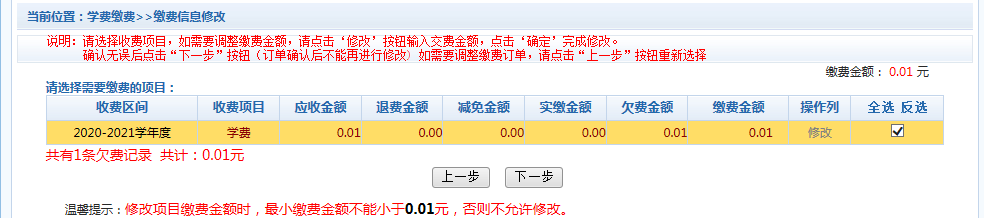 当前位置：学费缴费>>缴费信息修改
说明：请选择收费项目，如需要调整缴费金额，请点击‘修改’按钮输入交费金额，点击‘确定’完成修改。
确认无误后点击“下一步”按钮（订单确认后不能再进行修改）如需要调整缴费订单，请点击“上一步”按钮重新选择
缴费金额： 0.01 元
请选择需要缴费的项目：
收费区间 收费项目 应收金额 退费金额 减免金额 实缴金额 欠费金额 缴费金额 操作列 全选 反选
2020-2021学年度 学费 0.01 0.00 0.00 0.00 0.01 0.01 修改
共有1条欠费记录 共计：0.01元
上一步 下一步
温馨提示：修改项目缴费金额时，最小缴费金额不能小于0.01元，否则不允许修改。